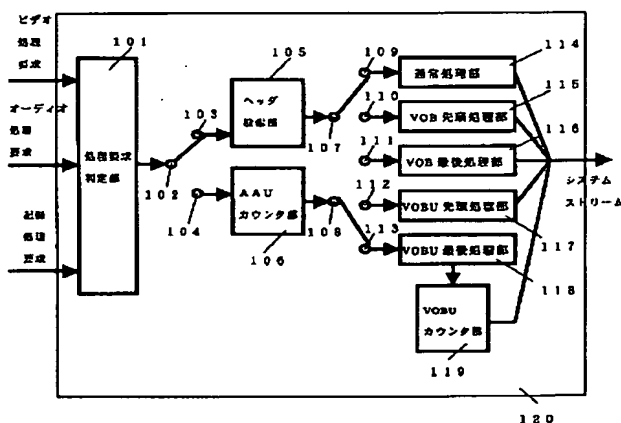 ビデオ
処理
要求
オーディオ
処理
要求
記録
処理
要求
101
処理要求
判定部
102
103
104
105
ヘッダ
検索部
AAU
カウンタ部
106
107
108
109
110
111
112
113
通常処理部
114
VOB先頭処理部
115
VOB最後処理部
116
VOBU先頭処理部
117
VOBU最後処理部
118
VOBU
カウンタ部
119
システム
ストリーム
120